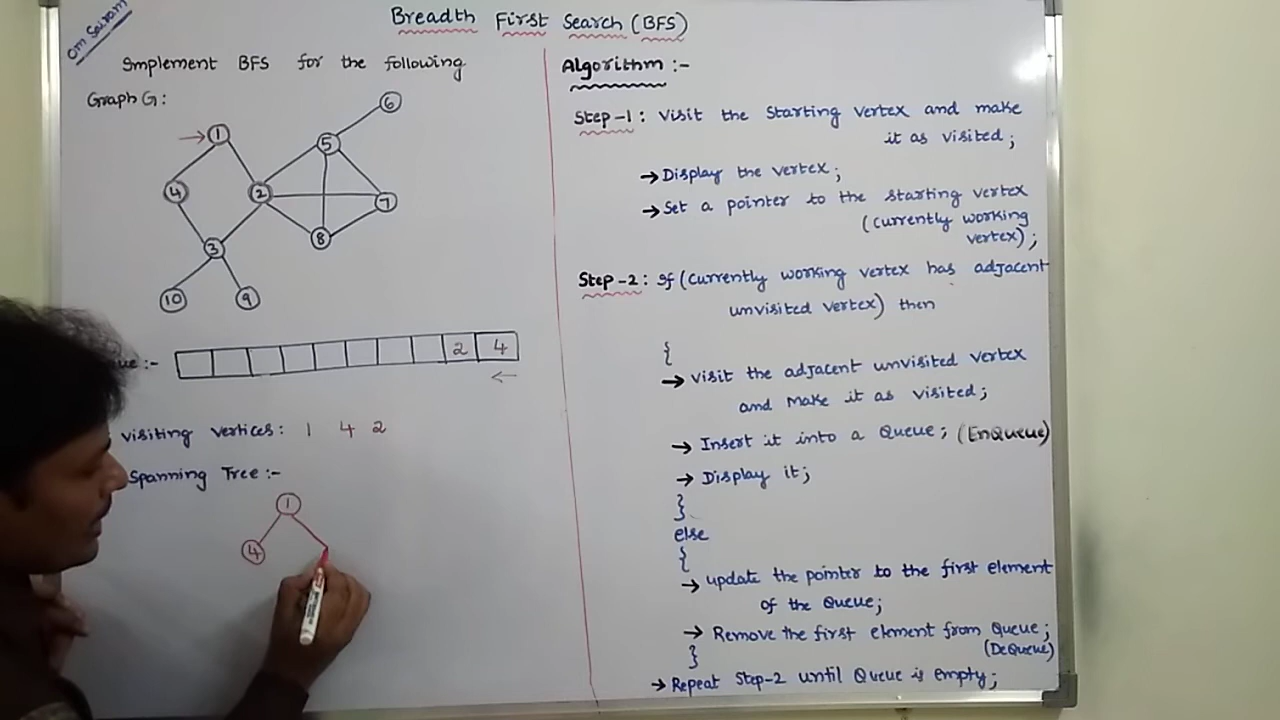 Om Sairam
Breadth First Search (BFS)
Implement BFS for the following
Graph G:
6
1
5
4
2
7
8
3
10
9
2 4
visiting vertices: 1 4 2
Spanning Tree :-
1
4
Algorithm :-
Step-1: Visit the Starting vertex and make
it as visited;
→ Display the vertex;
→ Set a pointer to the starting vertex
(currently working
vertex);
Step-2: If (currently working vertex has adjacent
unvisited vertex) then
{
→ Visit the adjacent unvisited vertex
and make it as visited;
→ Insert it into a Queue; (EnQueue)
→ Display it;
}
else
{
→ update the pointer to the first element
of the Queue;
→ Remove the first element from Queue;
(DeQueue)
}
→ Repeat Step-2 until Queue is empty;